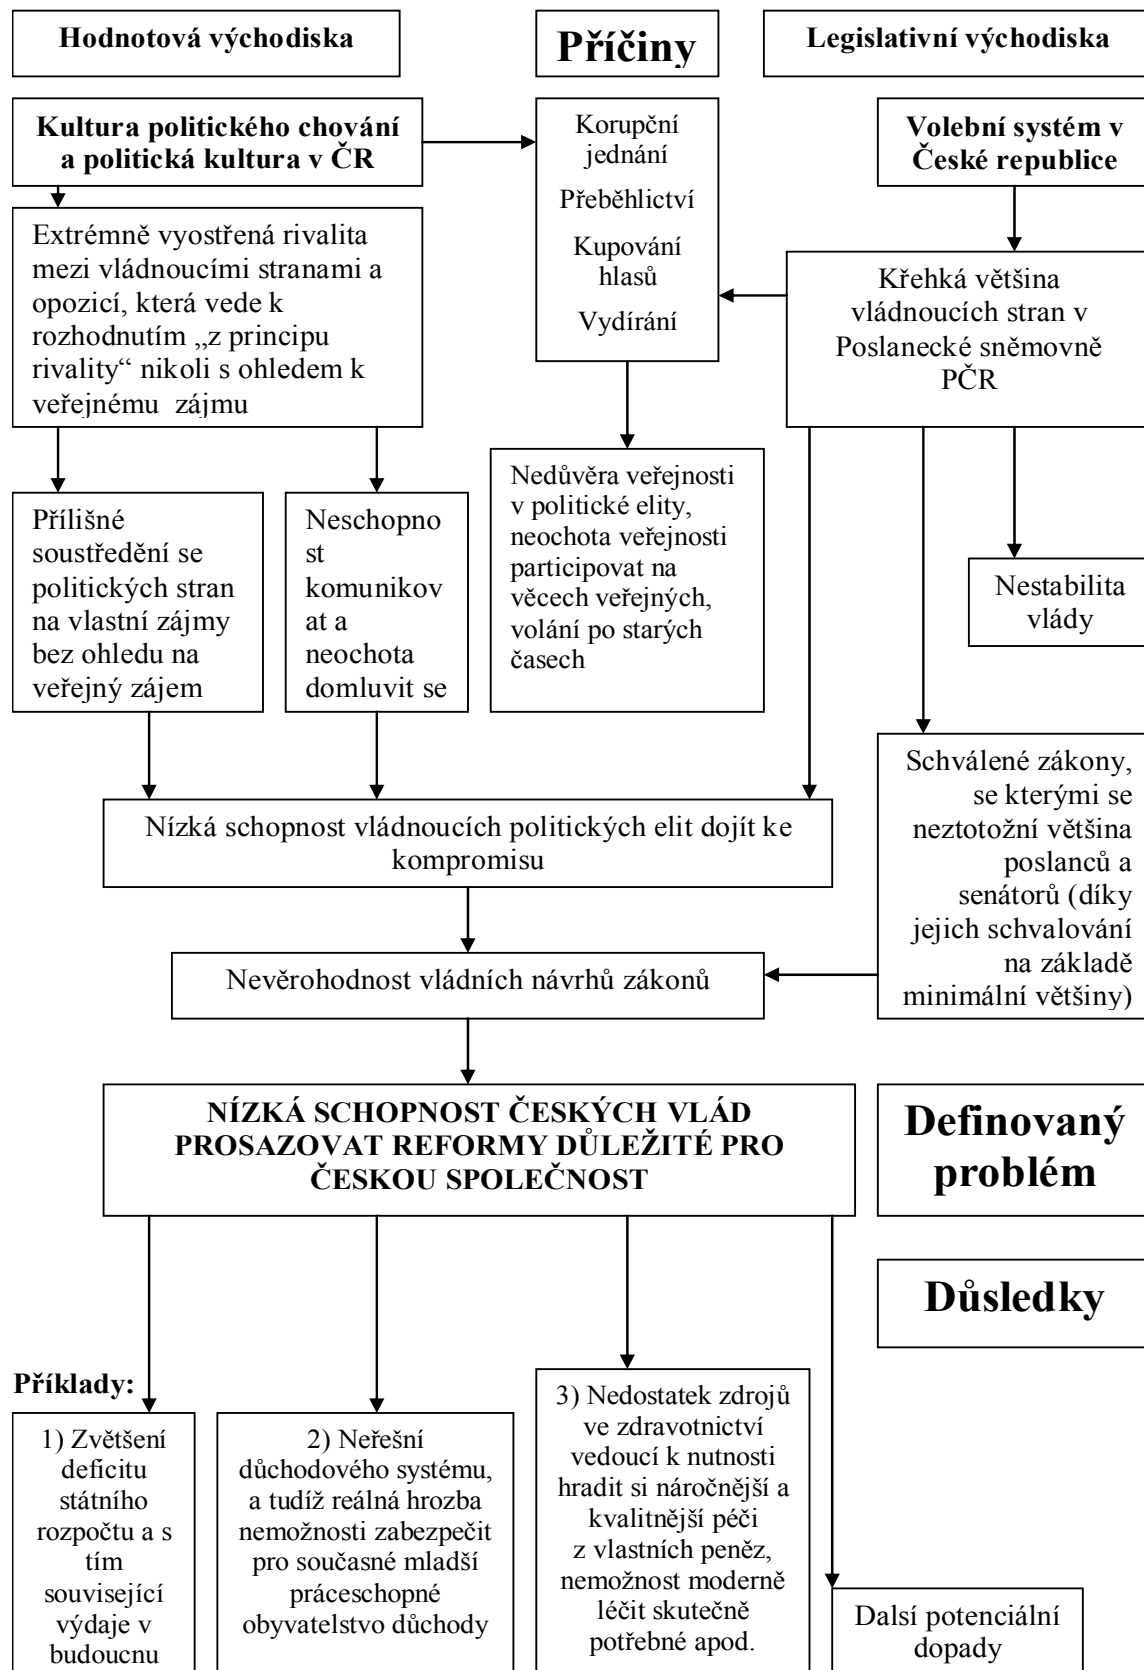 Hodnotová východiska
Příčiny
Legislativní východiska
Kultura politického chování
a politická kultura v ČR
Korupční
jednání
Přeběhlictví
Kupování
hlasů
Vydírání
Volební systém v
České republice
Extrémně vyostřená rivalita
mezi vládnoucími stranami a
opozicí, která vede k
rozhodnutím „z principu
rivality“ nikoli s ohledem k
veřejnému zájmu
Křehká většina
vládnoucích stran v
Poslanecké sněmovně
PČR
Přílišné
soustředění se
politických stran
na vlastní zájmy
bez ohledu na
veřejný zájem
Neschopno
st
komunikov
at a
neochota
domluvit se
Nedůvěra veřejnosti
v politické elity,
neochota veřejnosti
participovat na
věcech veřejných,
volání po starých
časech
Nestabilita
vlády
Schválené zákony,
se kterými se
neztotožní většina
poslanců a
senátorů (díky
jejich schvalování
na základě
minimální většiny)
Nízká schopnost vládnoucích politických elit dojít ke
kompromisu
Nevěrohodnost vládních návrhů zákonů
NÍZKÁ SCHOPNOST ČESKÝCH VLÁD
PROSAZOVAT REFORMY DŮLEŽITÉ PRO
ČESKOU SPOLEČNOST
Definovaný
problém
Důsledky
Příklady:
1) Zvětšení
deficitu
státního
rozpočtu a s
tím
související
výdaje v
budoucnu
2) Neřešní
důchodového systému,
a tudíž reálná hrozba
nemožnosti zabezpečit
pro současné mladší
práceschopné
obyvatelstvo důchody
3) Nedostatek zdrojů
ve zdravotnictví
vedoucí k nutnosti
hradit si náročnější a
kvalitnější péči
z vlastních peněz,
nemožnost moderně
léčit skutečně
potřebné apod.
Dalsí potenciální
dopady